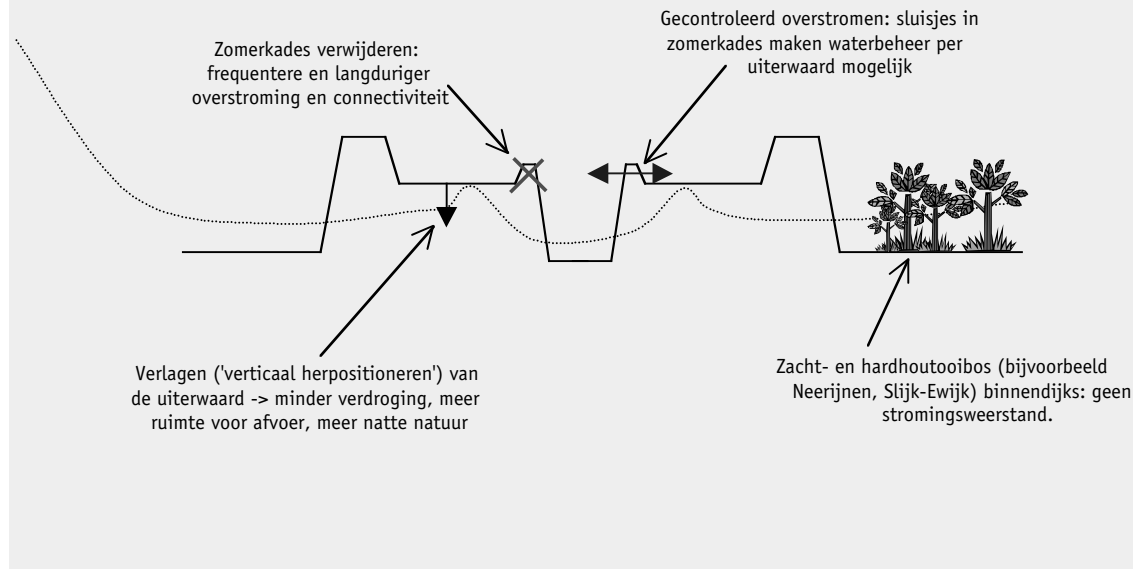 Zomerkades verwijderen:
frequentere en langduriger
overstroming en connectiviteit
Gecontroleerd overstromen: sluisjes in
zomerkades maken waterbeheer per
uiterwaard mogelijk
Verlagen ('verticaal herpositioneren') van
de uiterwaard -> minder verdroging, meer
ruimte voor afvoer, meer natte natuur
Zacht- en hardhoutooibos (bijvoorbeeld
Neerijnen, Slijk-Ewijk) binnendijks: geen
stromingsweerstand.